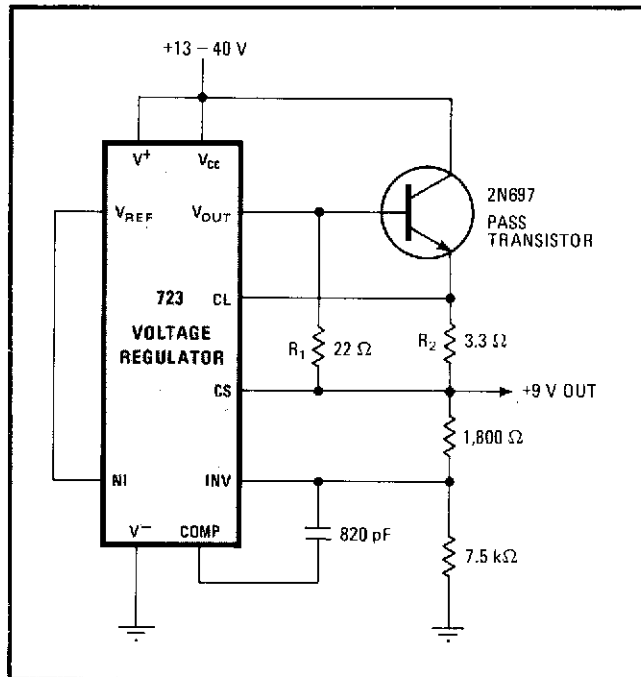 +13 – 40 V
V+
VCC
VREF
VOUT
2N697
PASS
TRANSISTOR
723
VOLTAGE
REGULATOR
CL
R1
22 Ω
R2
3.3 Ω
CS
+9 V OUT
1,800 Ω
NI
INV
V–
COMP
820 pF
7.5 kΩ